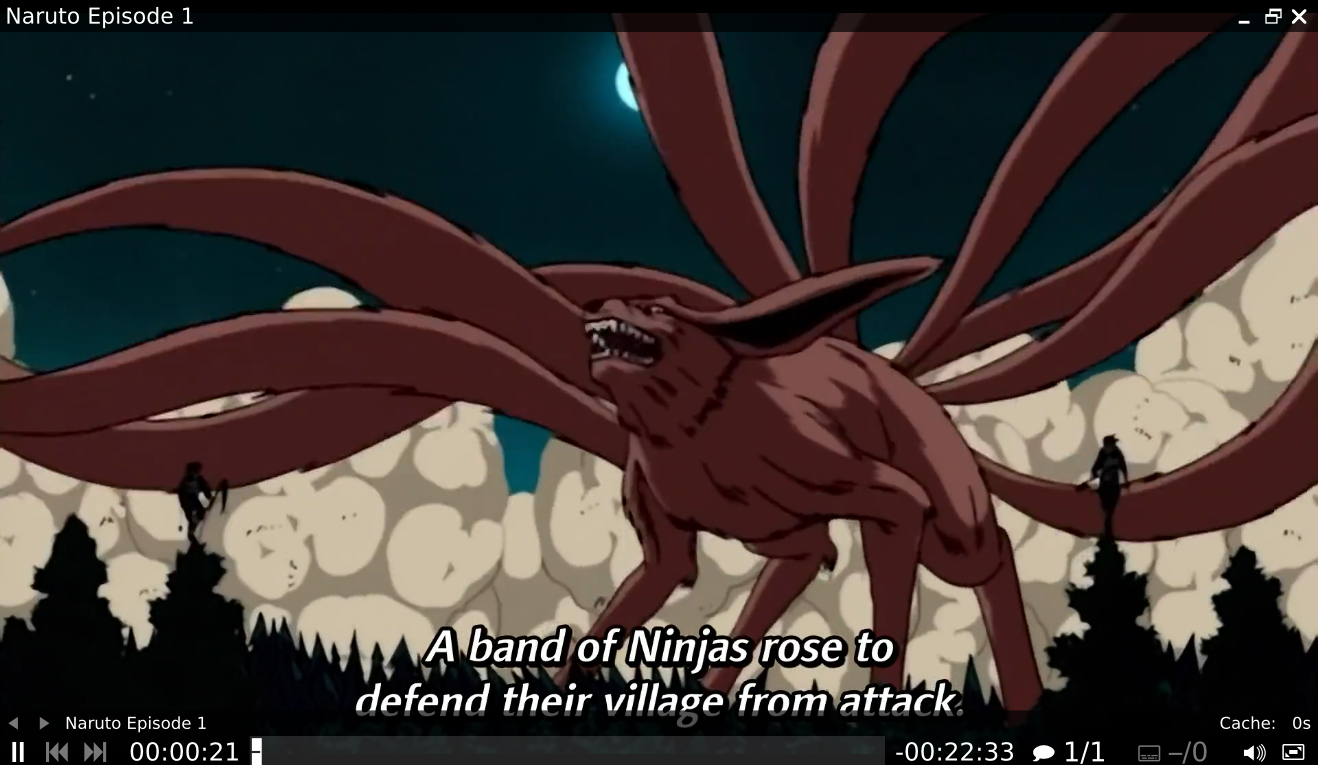 Naruto Episode 1
A band of Ninjas rose to
defend their village from attack.
Naruto Episode 1
Cache: 0s
00:00:21
-00:22:33
1/1
–/0